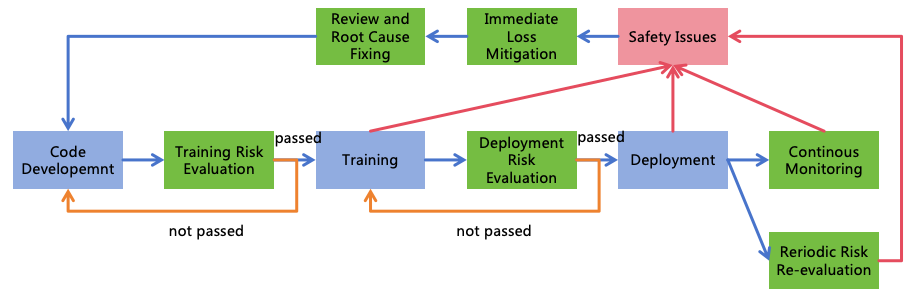 Review and
Root Cause
Fixing
Immediate
Loss
Mitigation
Safety Issues
Code
Developemnt
Training Risk
Evaluation
passed
Training
Deployment
Risk
Evaluation
passed
Deployment
Continous
Monitoring
not passed
not passed
Reriodic Risk
Re-evaluation